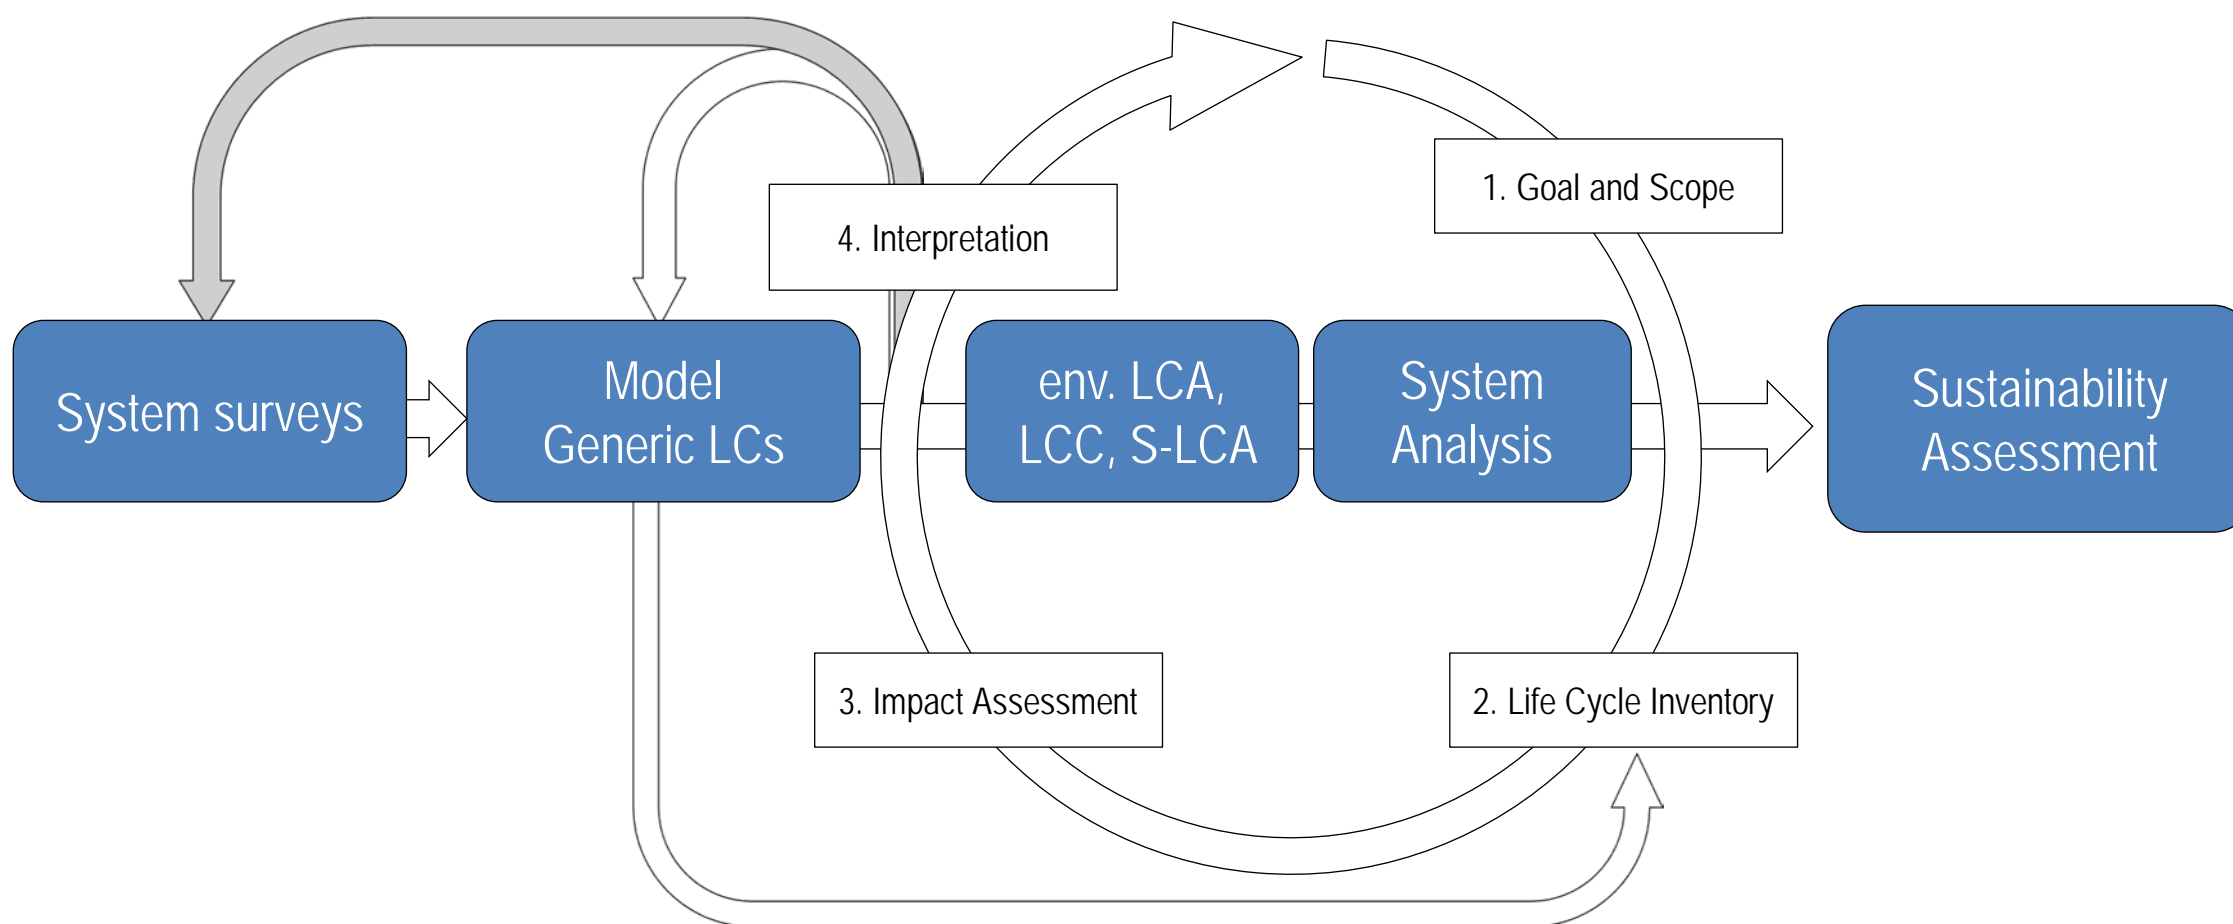 1. Goal and Scope
4. Interpretation
System surveys
Model
Generic LCs
env. LCA,
LCC, S-LCA
System
Analysis
Sustainability
Assessment
3. Impact Assessment
2. Life Cycle Inventory